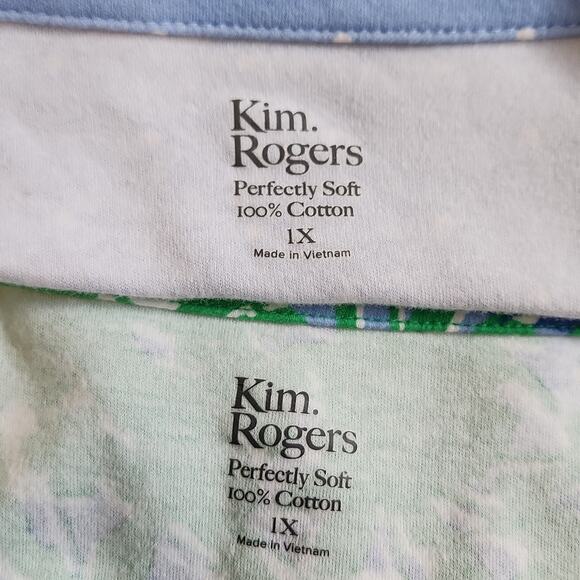 Kim.
Rogers
Perfectly Soft
100% Cotton
1X
Made in Vietnam
Kim.
Rogers
Perfectly Soft
100% Cotton
1X
Made in Vietnam